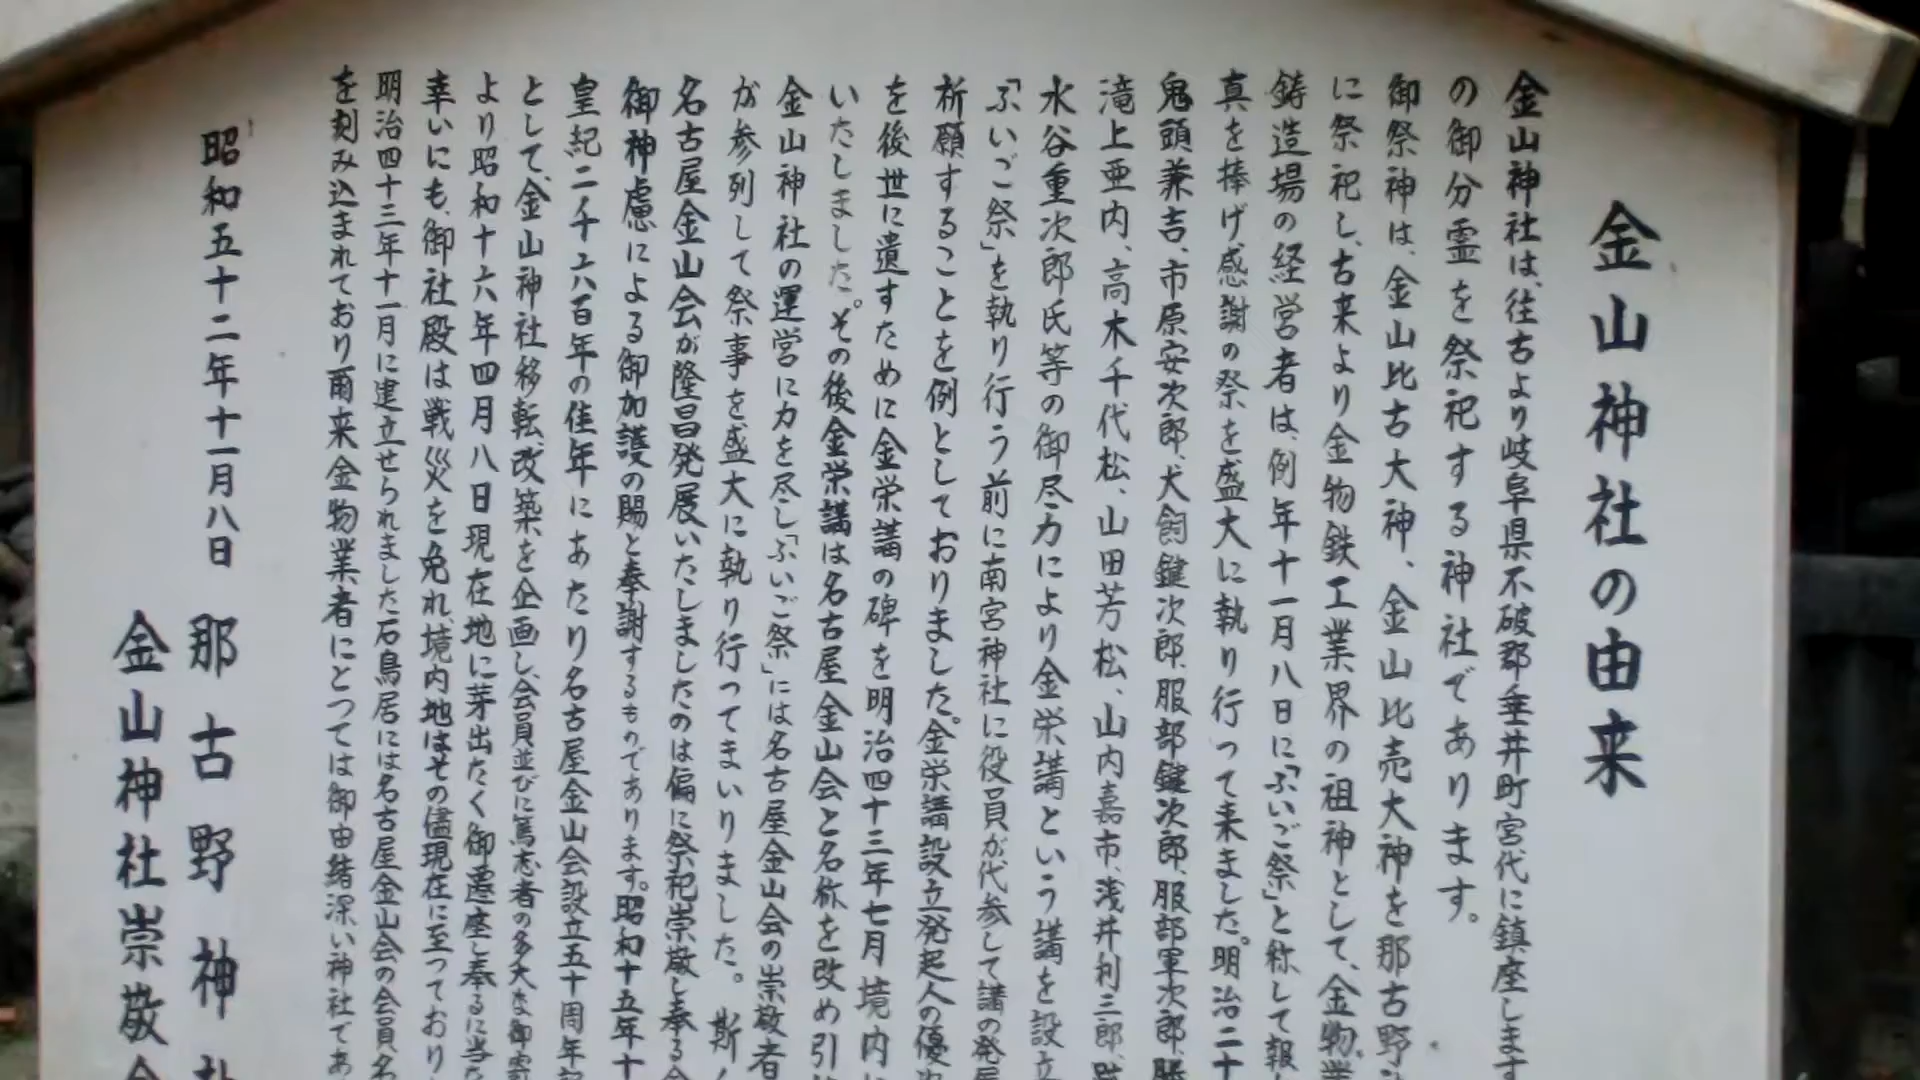 金山神社の由来
金山神社は、往古より岐阜県不破郡垂井町宮代に鎮座します
の御分霊を祭祀する神社であります。
御祭神は、金山比古大神、金山比売大神を那古野神
に祭祀し、古来より金物鉄工業界の祖神として、金物業
鋳造場の経営者は、例年十一月八日に「ふいご祭」と称して報
真を捧げ感謝の祭を盛大に執り行って来ました。明治二十
鬼頭兼吉、市原安次郎、犬飼鍵次郎、服部鍵次郎、服部軍次郎、
滝上亜内、高木千代松、山田芳松、山内嘉市、浅井利三郎、
水谷重次郎氏等の御尽力により金栄講という講を設立
「ふいご祭」を執り行う前に南宮神社に役員が代参して講の発展
祈願することを例としておりました。金栄講設立発起人の優
を後世に遺すために金栄講の碑を明治四十三年七月境内に
いたしました。その後金栄講は名古屋金山会と名称を改め引
金山神社の運営に力を尽し「ふいご祭」には名古屋金山会の崇敬者
が参列して祭事を盛大に執り行ってまいりました。斯
名古屋金山会が隆昌発展いたしましたのは偏に祭祀崇敬し奉る
御神慮による御加護の賜と奉謝するものであります。昭和十五年十
皇紀二千六百年の佳年にあたり名古屋金山会設立五十周年記
として、金山神社移転、改築を企画し、会員並びに篤志者の多大な御寄
より昭和十六年四月八日現在地に芽出たく御遷座し奉るに当
幸いにも、御社殿は戦災を免れ、境内地はその儘現在に至っており
明治四十三年十一月に建立せられました石鳥居には名古屋金山会の会員名
を刻み込まれており爾来金物業者にとっては御由緒深い神社であ
昭和五十二年十一月八日
那古野神社
金山神社崇敬会